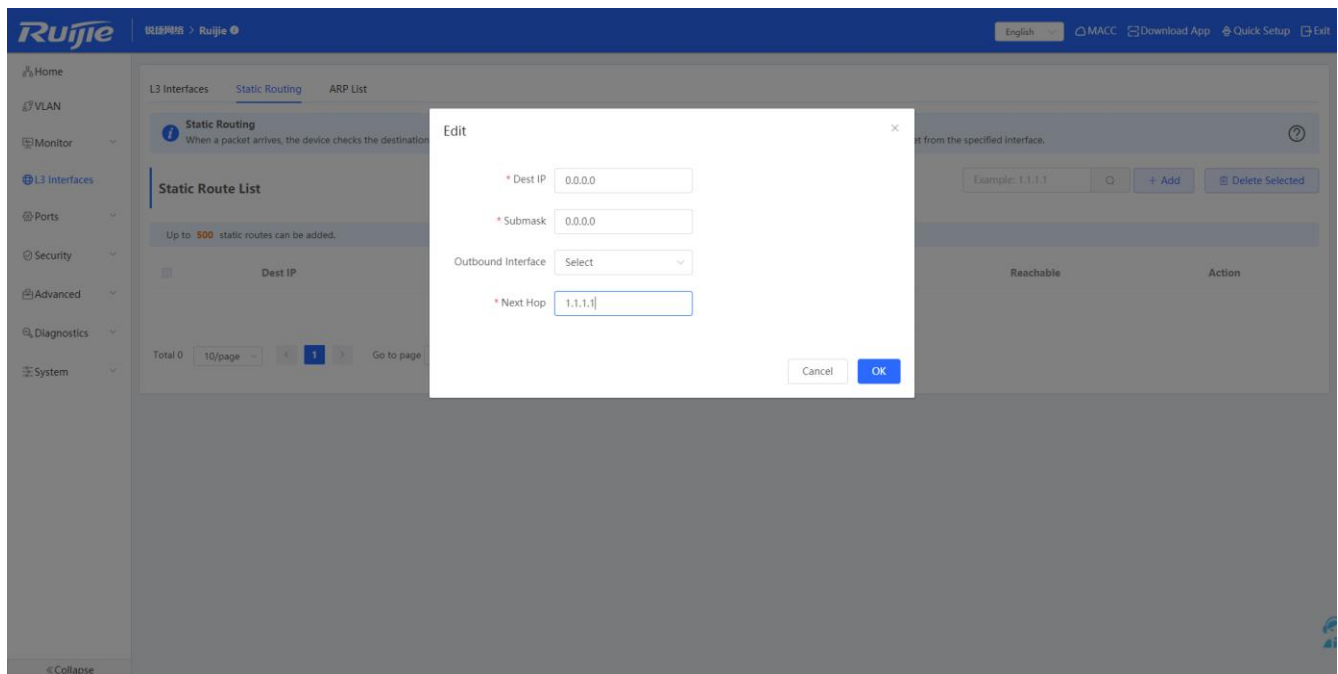 Ruijie
锐捷网络 > Ruijie
English
MACC
Download App
Quick Setup
Exit
Home
VLAN
Monitor
L3 Interfaces
Ports
Security
Advanced
Diagnostics
System
« Collapse
L3 Interfaces
Static Routing
ARP List
Static Routing
When a packet arrives, the device checks the destination
et from the specified interface.
Static Route List
Example: 1.1.1.1
+ Add
Delete Selected
Up to 500 static routes can be added.
Dest IP
Reachable
Action
Total 0
10/page
1
Go to page
Edit
* Dest IP 0.0.0.0
* Submask 0.0.0.0
Outbound Interface Select
* Next Hop 1.1.1.1
Cancel
OK